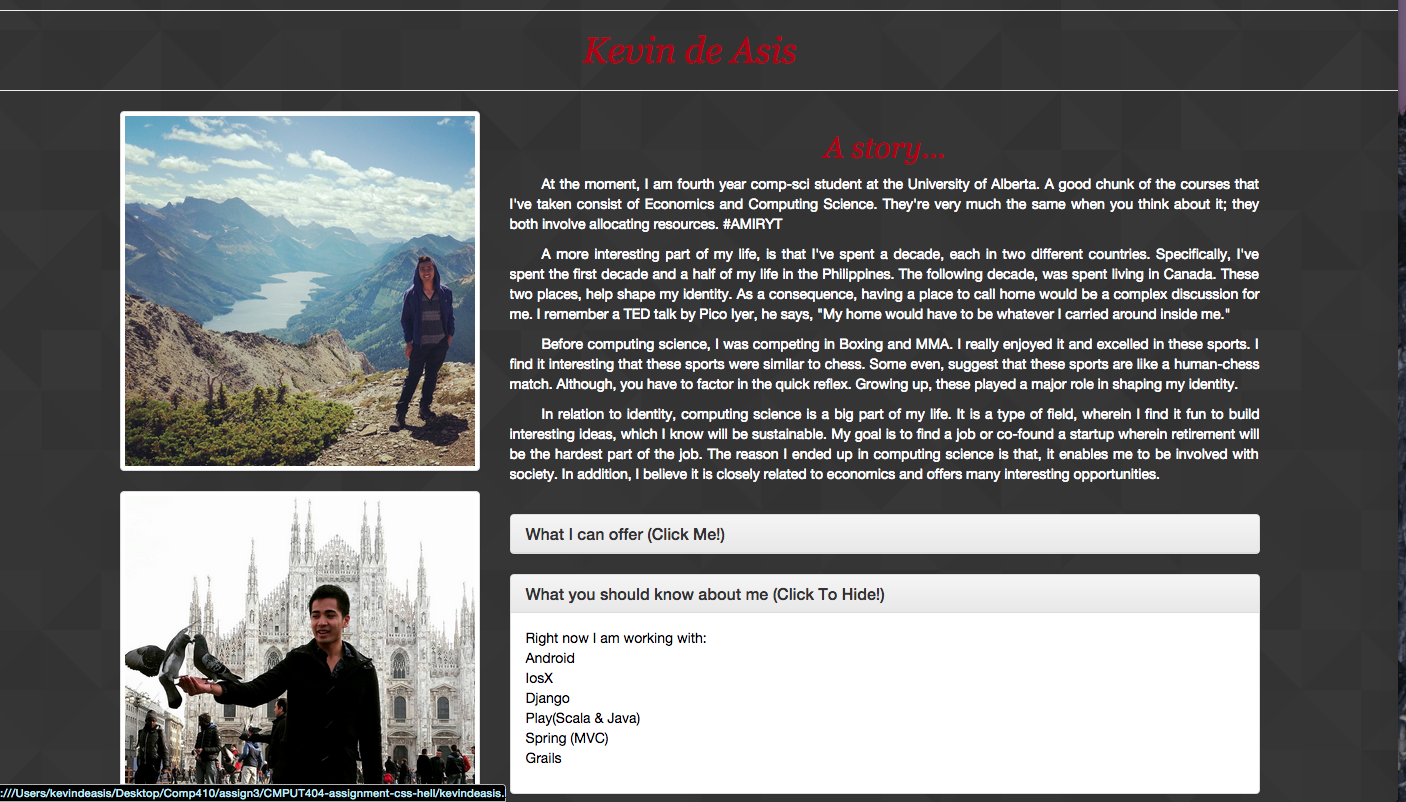 Kevin de Asis
A story...
At the moment, I am fourth year comp-sci student at the University of Alberta. A good chunk of the courses that
I've taken consist of Economics and Computing Science. They're very much the same when you think about it; they
both involve allocating resources. #AMIRYT
A more interesting part of my life, is that I've spent a decade, each in two different countries. Specifically, I've
spent the first decade and a half of my life in the Philippines. The following decade, was spent living in Canada. These
two places, help shape my identity. As a consequence, having a place to call home would be a complex discussion for
me. I remember a TED talk by Pico Iyer, he says, "My home would have to be whatever I carried around inside me."
Before computing science, I was competing in Boxing and MMA. I really enjoyed it and excelled in these sports. I
find it interesting that these sports were similar to chess. Some even, suggest that these sports are like a human-chess
match. Although, you have to factor in the quick reflex. Growing up, these played a major role in shaping my identity.
In relation to identity, computing science is a big part of my life. It is a type of field, wherein I find it fun to build
interesting ideas, which I know will be sustainable. My goal is to find a job or co-found a startup wherein retirement will
be the hardest part of the job. The reason I ended up in computing science is that, it enables me to be involved with
society. In addition, I believe it is closely related to economics and offers many interesting opportunities.
What I can offer (Click Me!)
What you should know about me (Click To Hide!)
Right now I am working with:
Android
IosX
Django
Play(Scala & Java)
Spring (MVC)
Grails
:///Users/kevindeasis/Desktop/Comp410/assign3/CMPUT404-assignment-css-hell/kevindeasis.